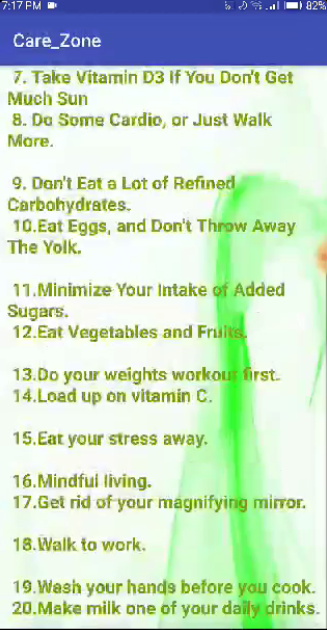 7:17 PM 82%
Care_Zone
7. Take Vitamin D3 If You Don't Get
Much Sun
8. Do Some Cardio, or Just Walk
More.
9. Don't Eat a Lot of Refined
Carbohydrates.
10.Eat Eggs, and Don't Throw Away
The Yolk.
11.Minimize Your Intake of Added
Sugars.
12.Eat Vegetables and Fruits.
13.Do your weights workout first.
14.Load up on vitamin C.
15.Eat your stress away.
16.Mindful living.
17.Get rid of your magnifying mirror.
18.Walk to work.
19.Wash your hands before you cook.
20.Make milk one of your daily drinks.